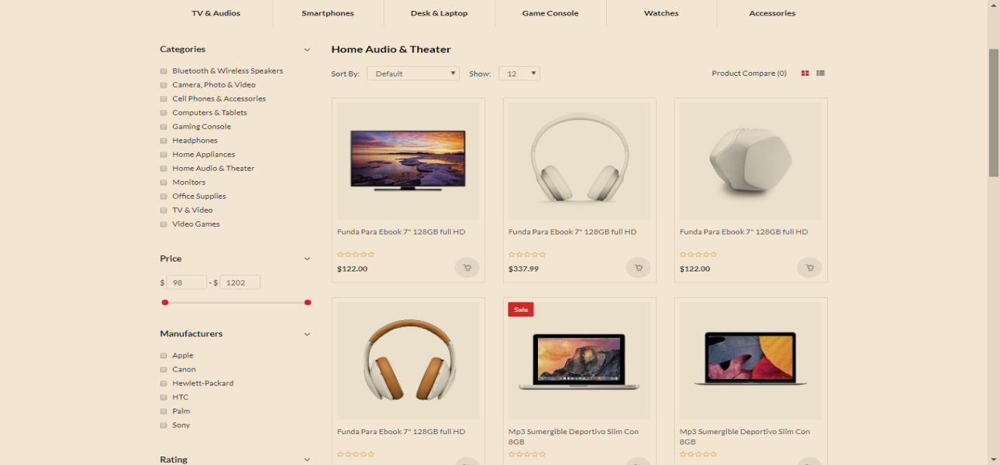 TV & Audios
Smartphones
Desk & Laptop
Game Console
Watches
Accessories
Categories
Bluetooth & Wireless Speakers
Camera, Photo & Video
Cell Phones & Accessories
Computers & Tablets
Gaming Console
Headphones
Home Appliances
Home Audio & Theater
Monitors
Office Supplies
TV & Video
Video Games
Price
$ 98 - $ 1202
Manufacturers
Apple
Canon
Hewlett-Packard
HTC
Palm
Sony
Rating
Home Audio & Theater
Sort By: Default Show: 12
Product Compare (0)
Funda Para Ebook 7" 128GB full HD
$122.00
Funda Para Ebook 7" 128GB full HD
$337.99
Funda Para Ebook 7" 128GB full HD
$122.00
Funda Para Ebook 7" 128GB full HD
Sale
Mp3 Sumergible Deportivo Slim Con
8GB
Mp3 Sumergible Deportivo Slim Con
8GB